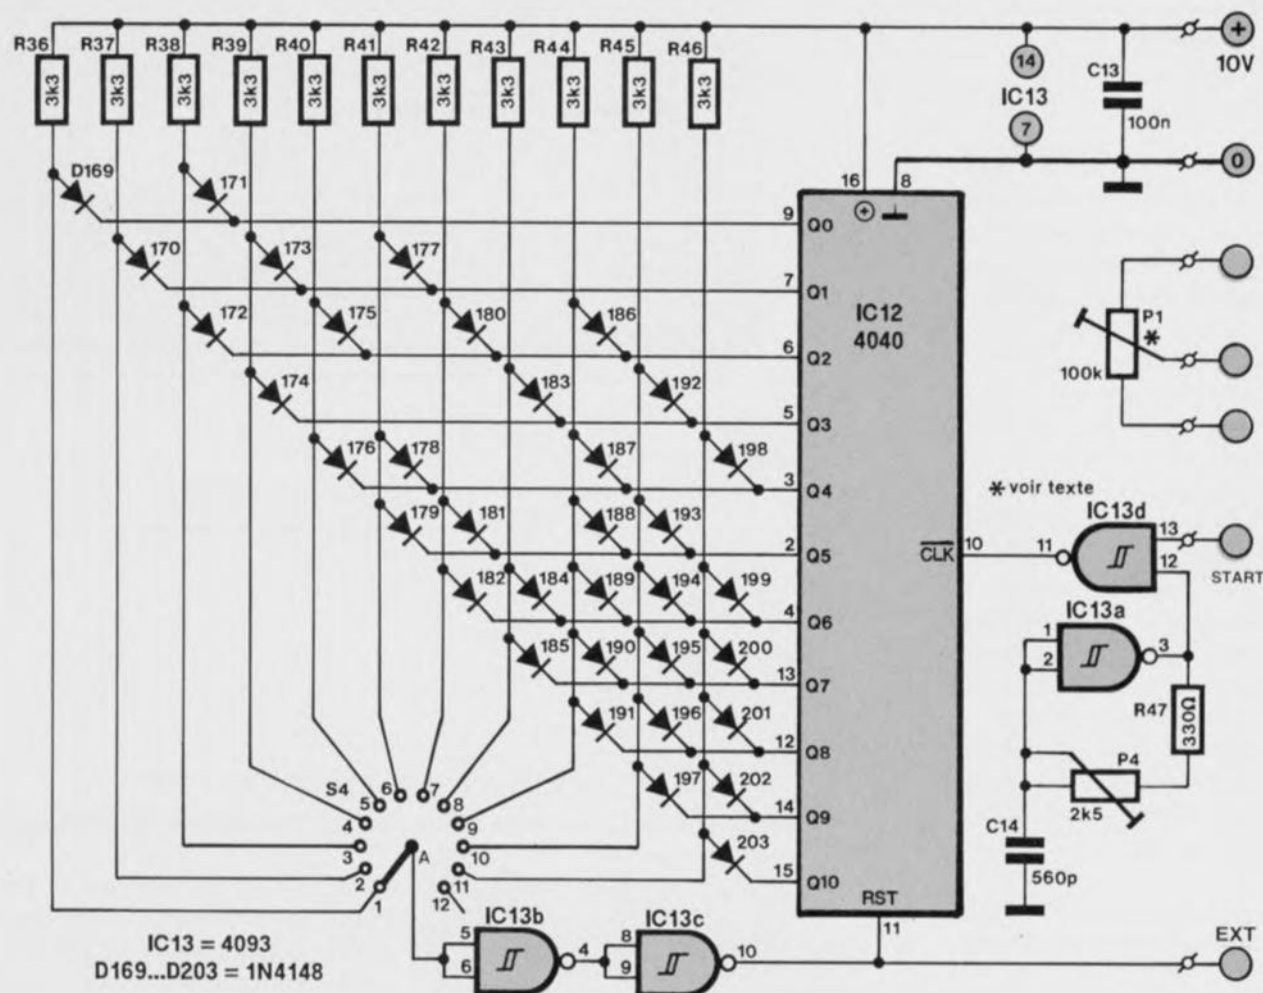 R36 R37 R38 R39 R40 R41 R42 R43 R44 R45 R46
3k3 3k3 3k3 3k3 3k3 3k3 3k3 3k3 3k3 3k3 3k3
+
10V
14
IC13
7
C13
100n
0
16
8
D169
171
9
Q0
170
173
177
7
Q1
172
175
180
186
6
Q2
IC12
4040
P1
*
100k
174
183
192
5
Q3
176
178
187
198
3
Q4
* voir texte
179
181
188
193
2
Q5
CLK
10
11
IC13d
13
12
START
182
184
189
194
199
4
Q6
IC13a
1
2
3
185
190
195
200
13
Q7
R47
330Ω
191
196
201
12
Q8
P4
2k5
197
202
14
Q9
C14
560p
203
15
Q10
RST
11
S4
1
2
3
4
5
6
7
8
9
10
11
12
A
IC13b
5
6
4
IC13c
8
9
10
EXT
IC13 = 4093
D169...D203 = 1N4148